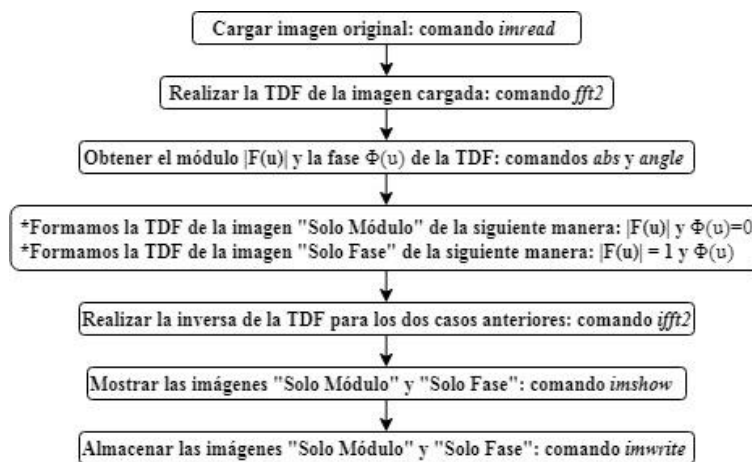 Cargar imagen original: comando imread
Realizar la TDF de la imagen cargada: comando fft2
Obtener el módulo |F(u)| y la fase Φ(u) de la TDF: comandos abs y angle
*Formamos la TDF de la imagen "Solo Módulo" de la siguiente manera: |F(u)| y Φ(u)=0
*Formamos la TDF de la imagen "Solo Fase" de la siguiente manera: |F(u)| = 1 y Φ(u)
Realizar la inversa de la TDF para los dos casos anteriores: comando ifft2
Mostrar las imágenes "Solo Módulo" y "Solo Fase": comando imshow
Almacenar las imágenes "Solo Módulo" y "Solo Fase": comando imwrite